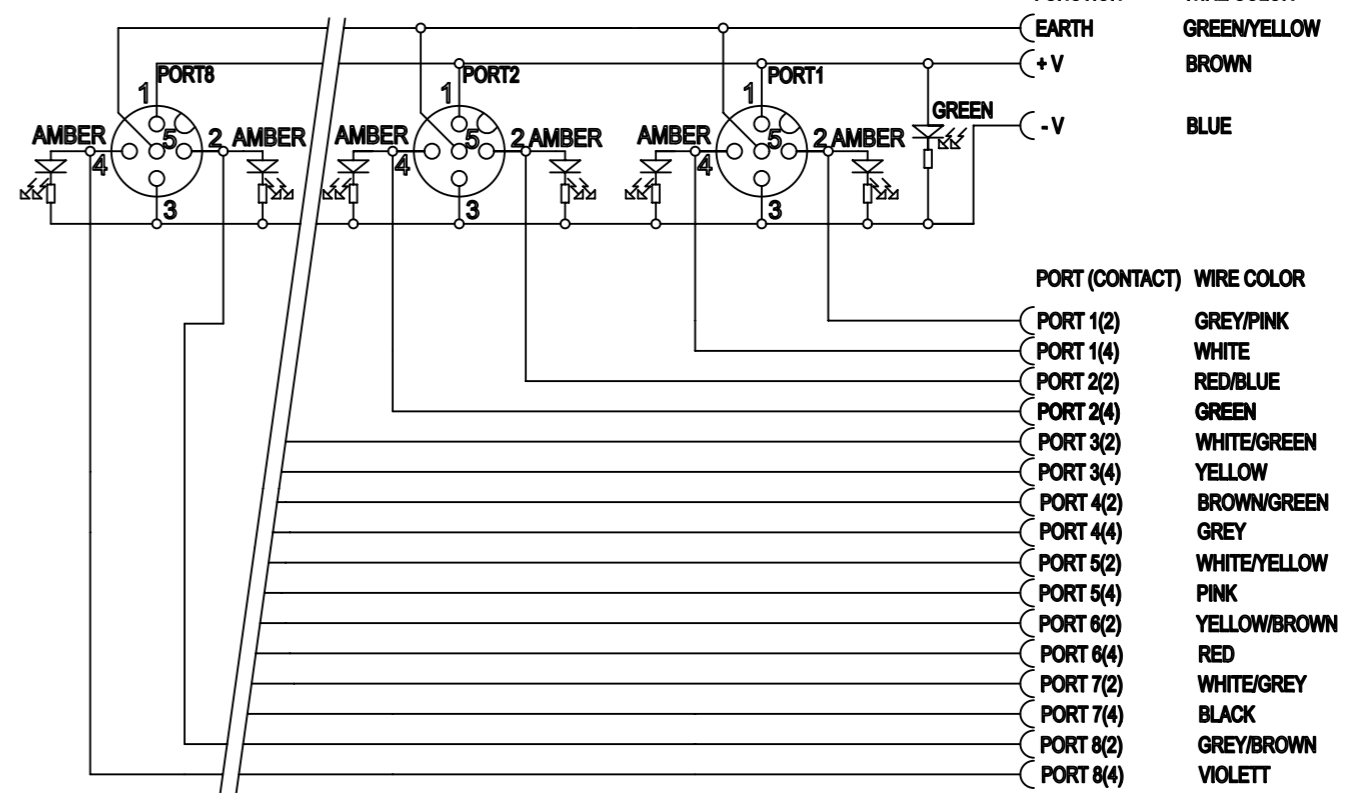 EARTH GREEN/YELLOW
+ V BROWN
PORT8 PORT2 PORT1
1 1 1
GREEN
- V BLUE
AMBER 5 2 AMBER AMBER 5 2 AMBER AMBER 5 2 AMBER
4 4 4
3 3 3
PORT (CONTACT) WIRE COLOR
PORT 1(2) GREY/PINK
PORT 1(4) WHITE
PORT 2(2) RED/BLUE
PORT 2(4) GREEN
PORT 3(2) WHITE/GREEN
PORT 3(4) YELLOW
PORT 4(2) BROWN/GREEN
PORT 4(4) GREY
PORT 5(2) WHITE/YELLOW
PORT 5(4) PINK
PORT 6(2) YELLOW/BROWN
PORT 6(4) RED
PORT 7(2) WHITE/GREY
PORT 7(4) BLACK
PORT 8(2) GREY/BROWN
PORT 8(4) VIOLETT